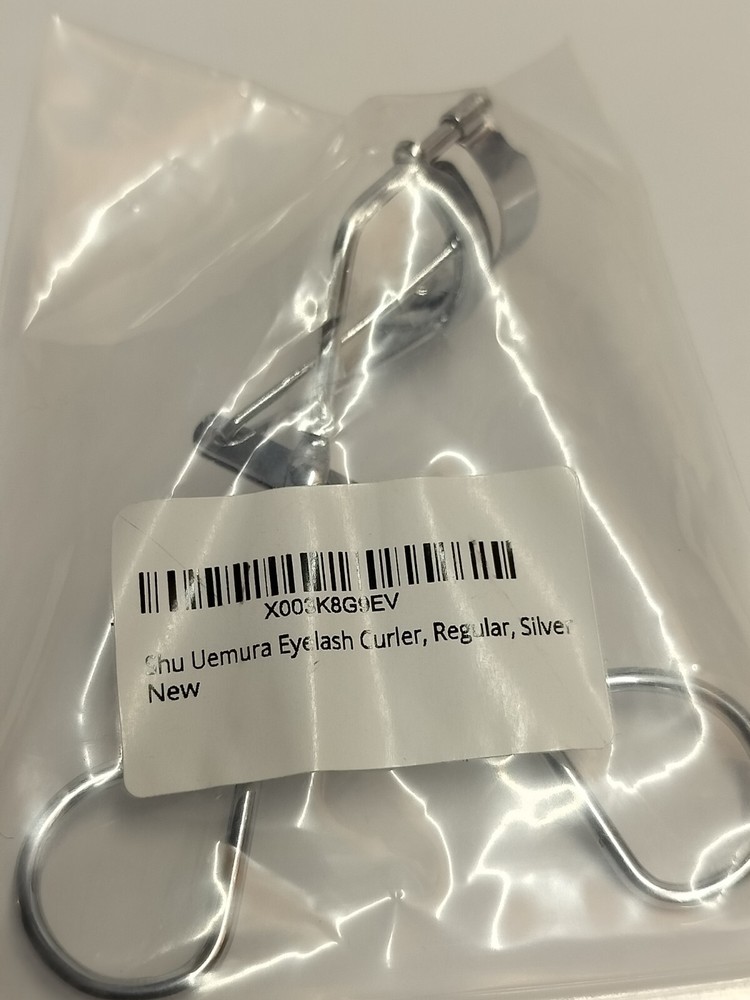 X003K8G9EV
Shu Uemura Eyelash Curler, Regular, Silver
New